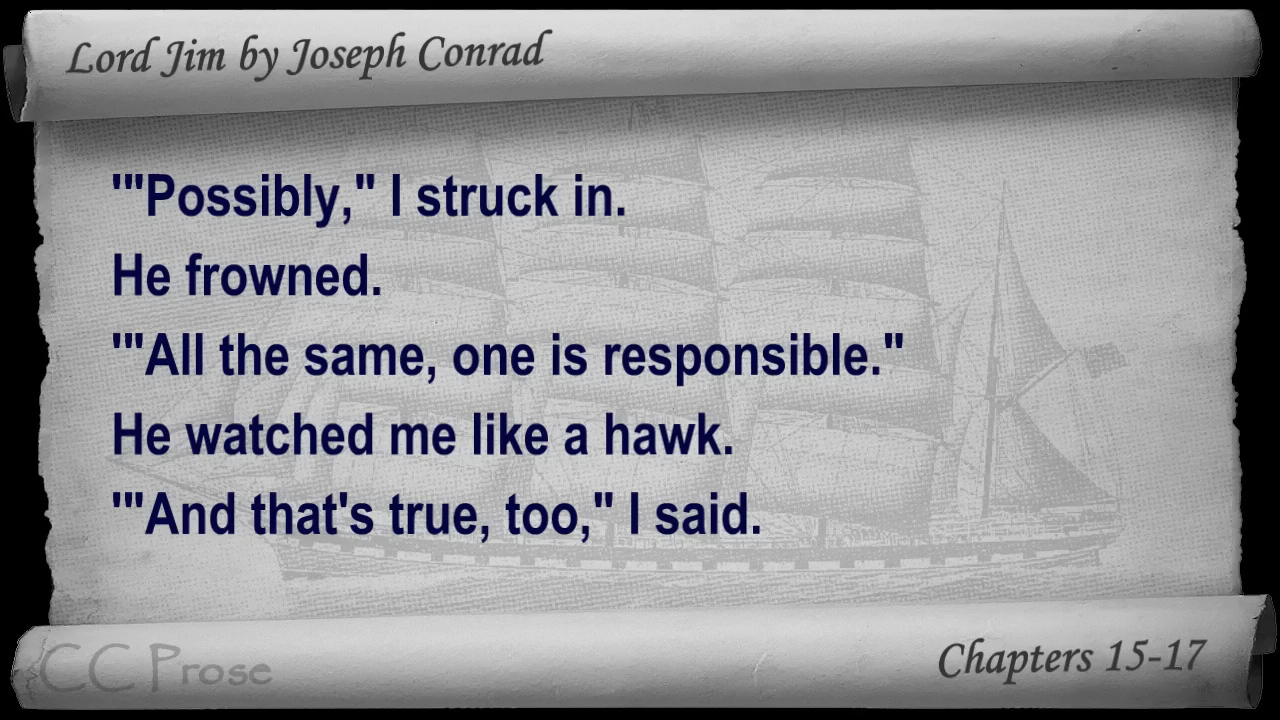 Lord Jim by Joseph Conrad
'"Possibly," I struck in.
He frowned.
'"All the same, one is responsible."
He watched me like a hawk.
'"And that's true, too," I said.
CC Prose
Chapters 15-17